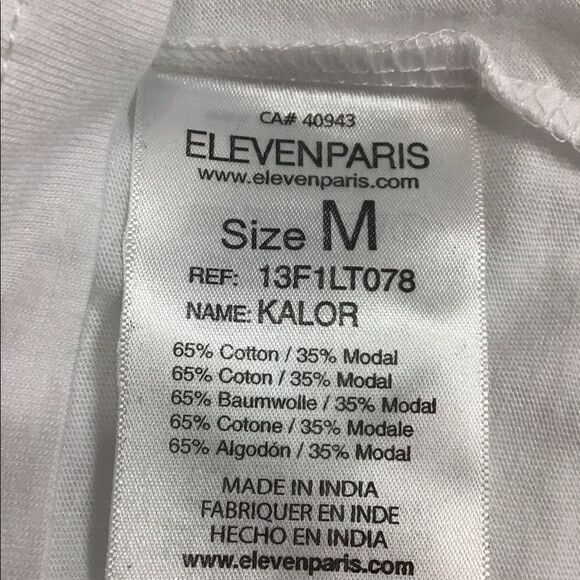 CA# 40943
ELEVENPARIS
www.elevenparis.com
Size M
REF: 13F1LT078
NAME: KALOR
65% Cotton / 35% Modal
65% Coton / 35% Modal
65% Baumwolle / 35% Modal
65% Cotone / 35% Modale
65% Algodón / 35% Modal
MADE IN INDIA
FABRIQUER EN INDE
HECHO EN INDIA
www.elevenparis.com